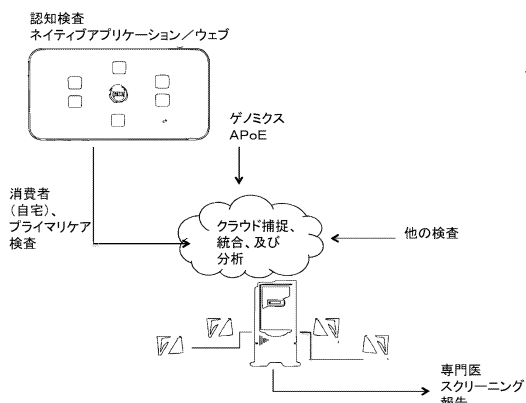 認知検査
ネイティブアプリケーション／ウェブ
ゲノミクス
APoE
消費者
（自宅）、
プライマリケア
検査
クラウド捕捉、
統合、及び
分析
他の検査
専門医
スクリーニング
報告